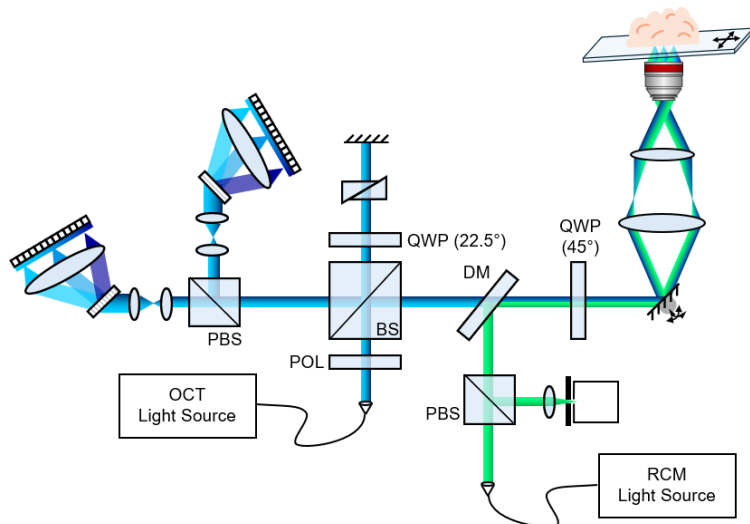 QWP (22.5°)
QWP
(45°)
DM
PBS
BS
POL
OCT
Light Source
PBS
RCM
Light Source